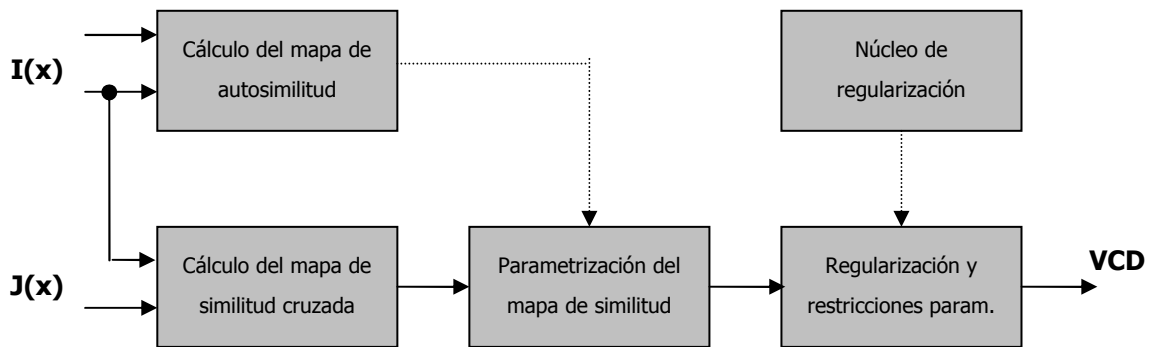 I(x)
Cálculo del mapa de
autosimilitud
Núcleo de
regularización
J(x)
Cálculo del mapa de
similitud cruzada
Parametrización del
mapa de similitud
Regularización y
restricciones param.
VCD